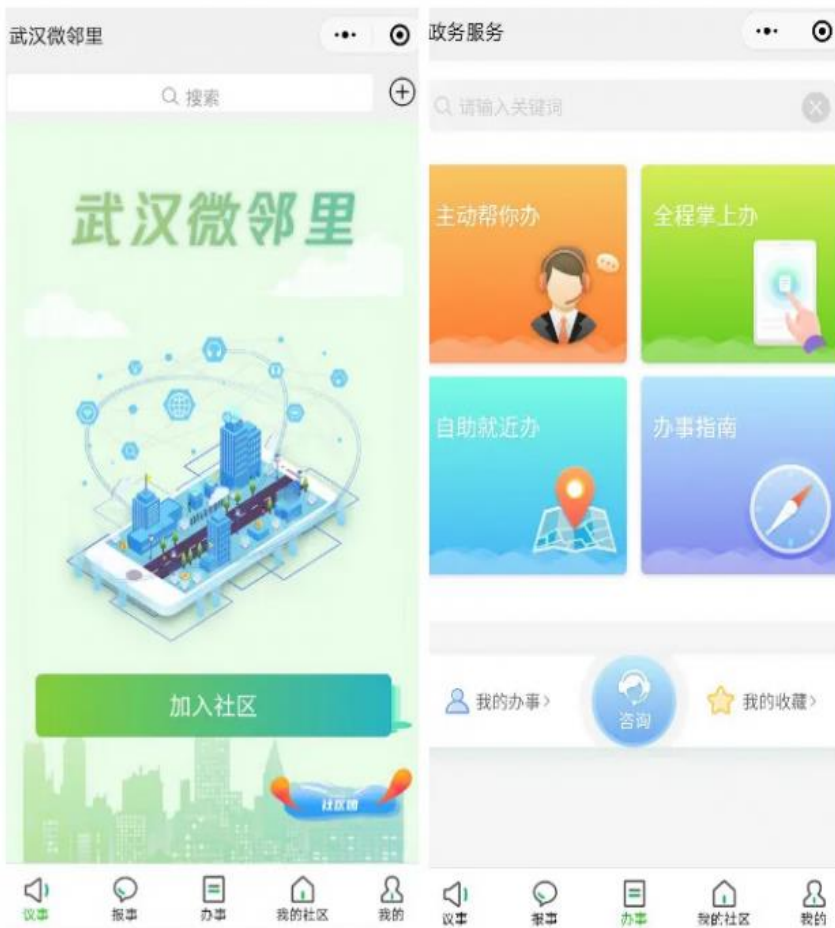 武汉微邻里
搜索
武汉微邻里
加入社区
社区团
议事
报事
办事
我的社区
我的
政务服务
请输入关键词
主动帮你办
全程掌上办
自助就近办
办事指南
我的办事
咨询
我的收藏
议事
报事
办事
我的社区
我的